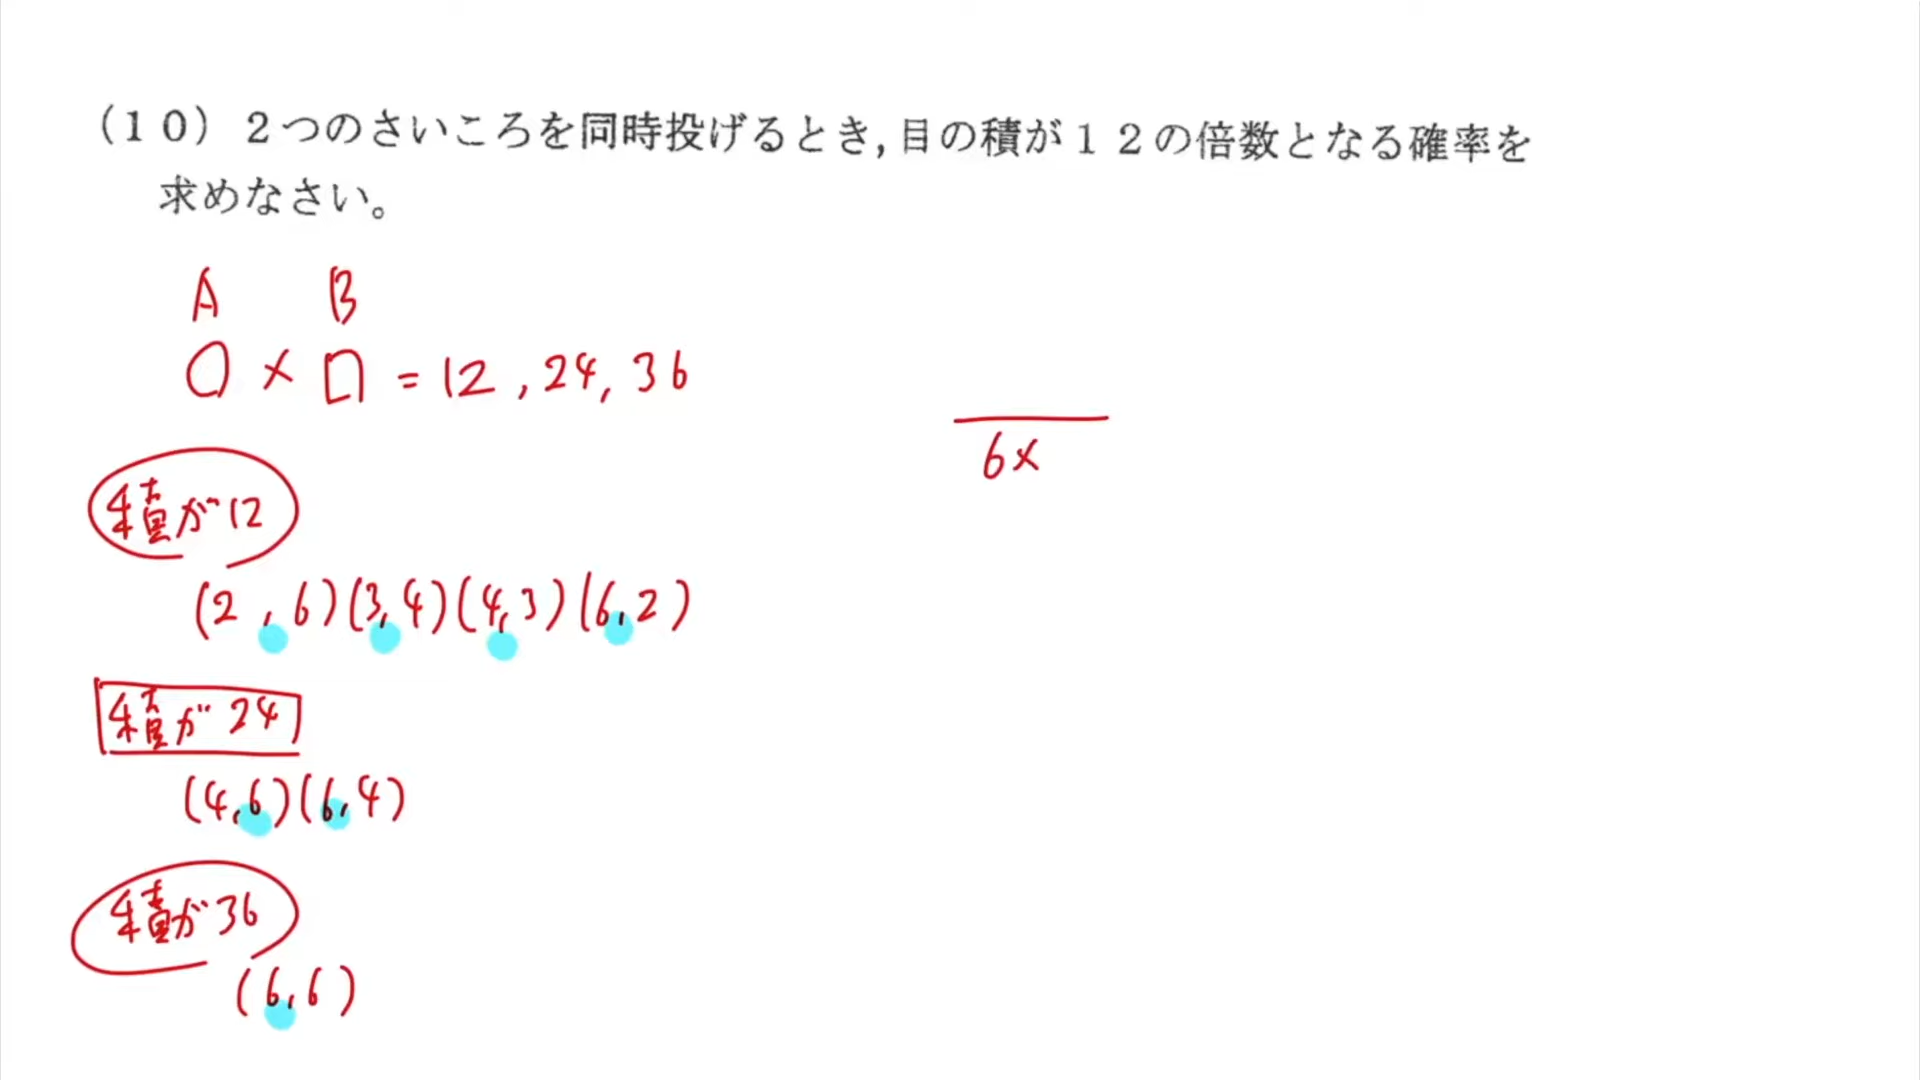 （１０）２つのさいころを同時投げるとき,目の積が１２の倍数となる確率を
求めなさい。
A B
○ × □ = 12 , 24, 36
6×
積が12
(2 , 6)(3,4)(4,3)(6,2)
積が24
(4,6)(6,4)
積が36
(6,6)